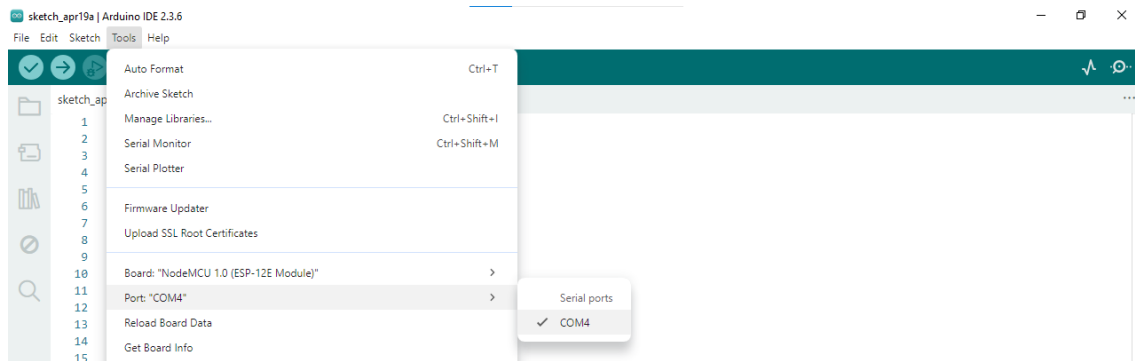 sketch_apr19a | Arduino IDE 2.3.6
File Edit Sketch Tools Help
Auto Format Ctrl+T
sketch_ap
Archive Sketch
1
Manage Libraries... Ctrl+Shift+I
2
Serial Monitor Ctrl+Shift+M
3
4
Serial Plotter
5
6
Firmware Updater
7
8
Upload SSL Root Certificates
9
10
Board: "NodeMCU 1.0 (ESP-12E Module)"
11
Port: "COM4"
Serial ports
12
13
Reload Board Data
COM4
14
Get Board Info
15